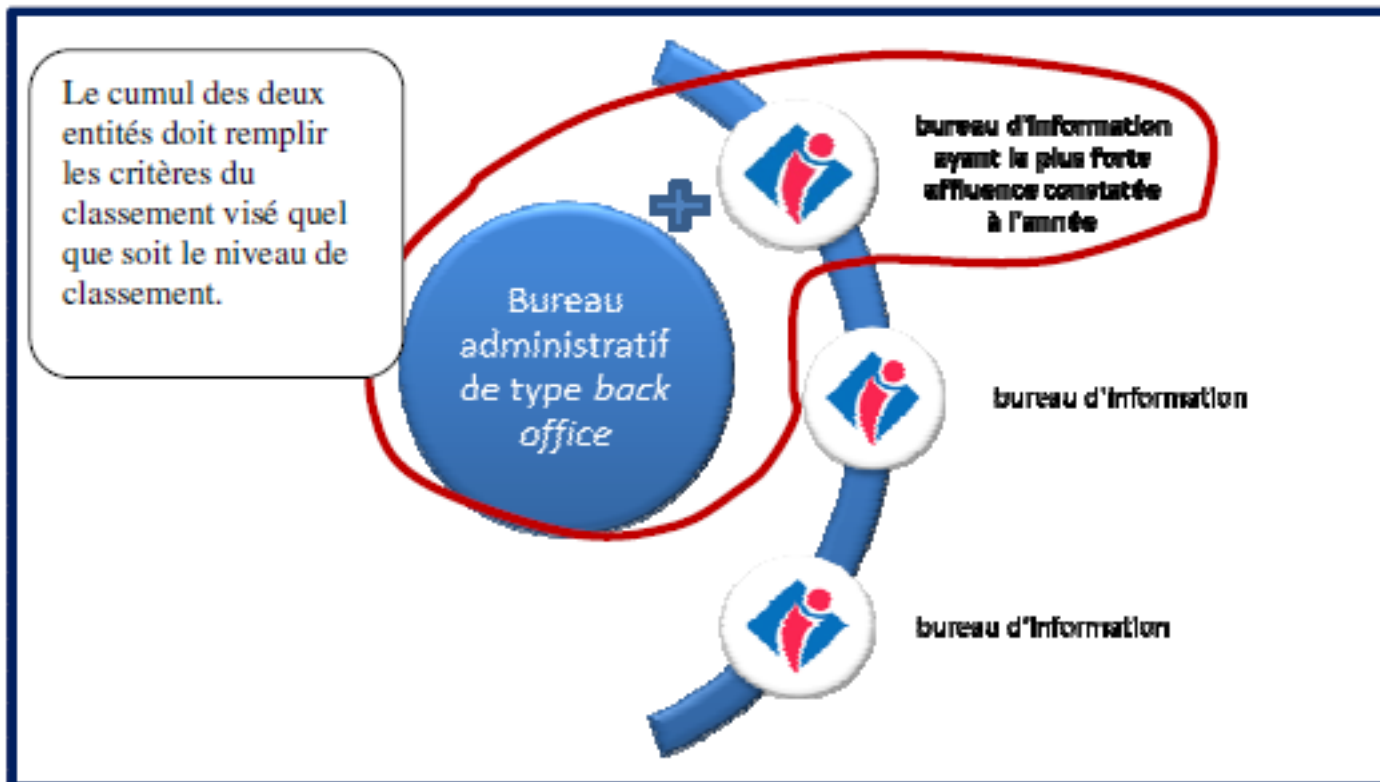 Le cumul des deux
entités doit remplir
les critères du
classement visé quel
que soit le niveau de
classement.
bureau d'information
ayant la plus forte
affluence constatée
à l'année
Bureau
administratif
de type back
office
bureau d'information
bureau d'information